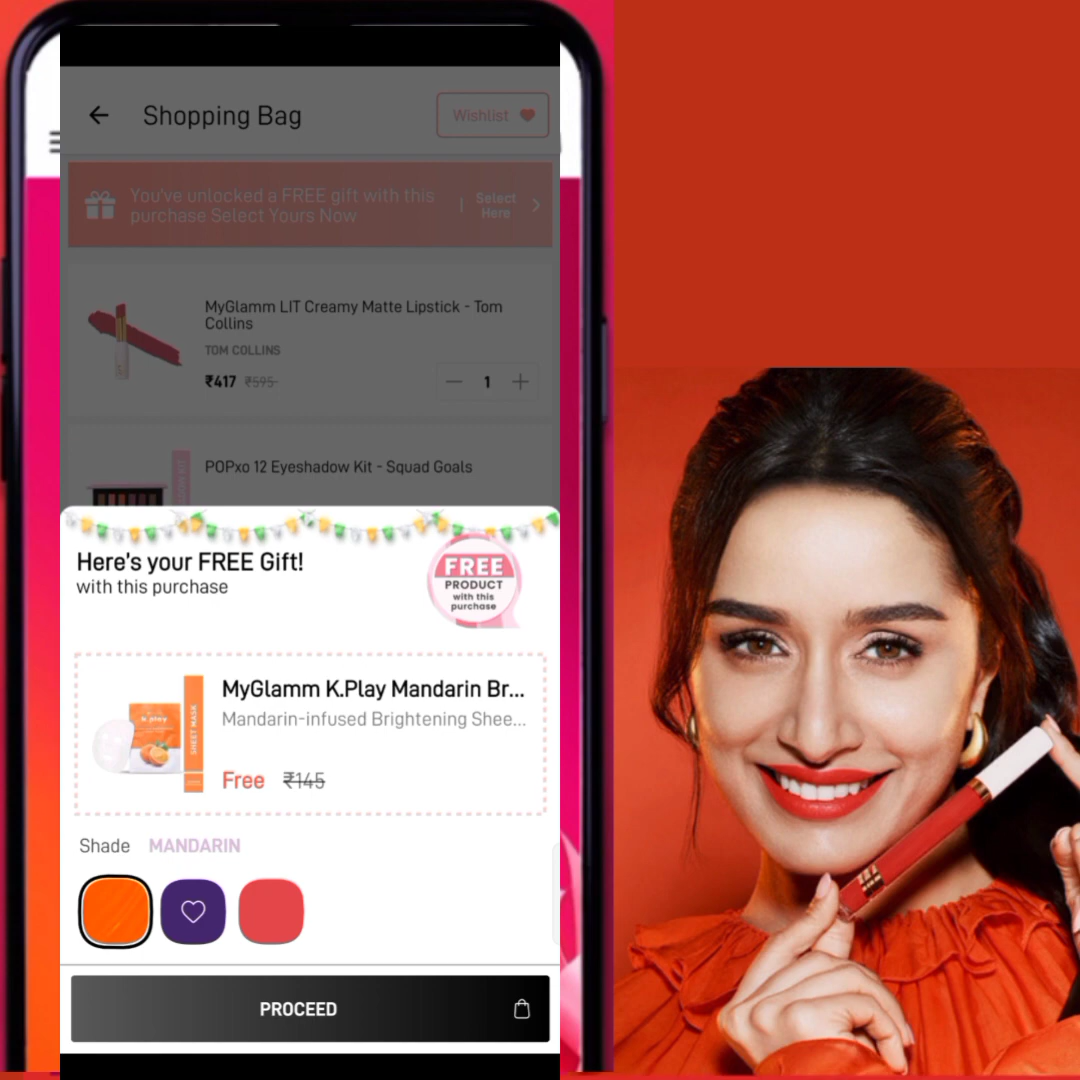 Shopping Bag
Wishlist
You've unlocked a FREE gift with this
purchase Select Yours Now
|
Select
Here
MyGlamm LIT Creamy Matte Lipstick - Tom
Collins
TOM COLLINS
₹417 ₹595
1
POPxo 12 Eyeshadow Kit - Squad Goals
Here's your FREE Gift!
with this purchase
FREE
PRODUCT
with this
purchase
MyGlamm K.Play Mandarin Br...
Mandarin-infused Brightening Shee...
K.play
SHEET MASK
Free ₹145
Shade MANDARIN
PROCEED